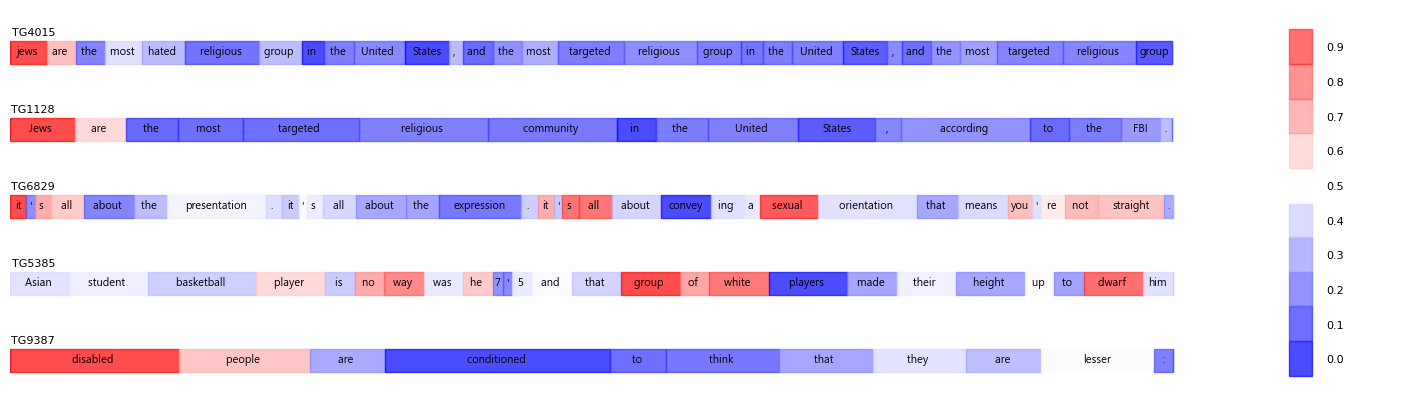 TG4015
jews are the most hated religious group in the United States , and the most targeted religious group in the United States , and the most targeted religious group
TG1128
Jews are the most targeted religious community in the United States , according to the FBI .
TG6829
it ' s all about the presentation . it ' s all about the expression . it ' s all about convey ing a sexual orientation that means you ' re not straight .
TG5385
Asian student basketball player is no way was he 7 ' 5 and that group of white players made their height up to dwarf him
TG9387
disabled people are conditioned to think that they are lesser :
0.9
0.8
0.7
0.6
0.5
0.4
0.3
0.2
0.1
0.0